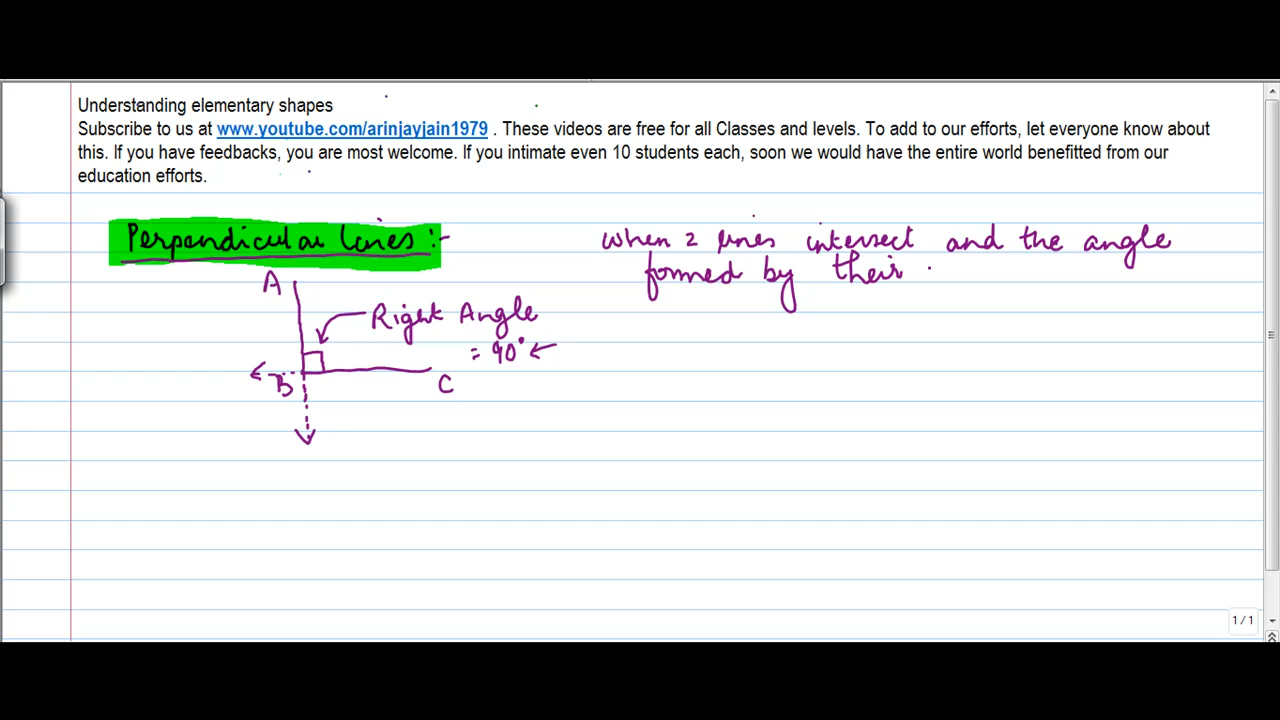 Understanding elementary shapes
Subscribe to us at www.youtube.com/arinjayjain1979 . These videos are free for all Classes and levels. To add to our efforts, let everyone know about
this. If you have feedbacks, you are most welcome. If you intimate even 10 students each, soon we would have the entire world benefitted from our
education efforts.
Perpendicular Lines :-
when 2 lines intersect and the angle
formed by their
A
Right Angle
= 90°
B
C
1 / 1